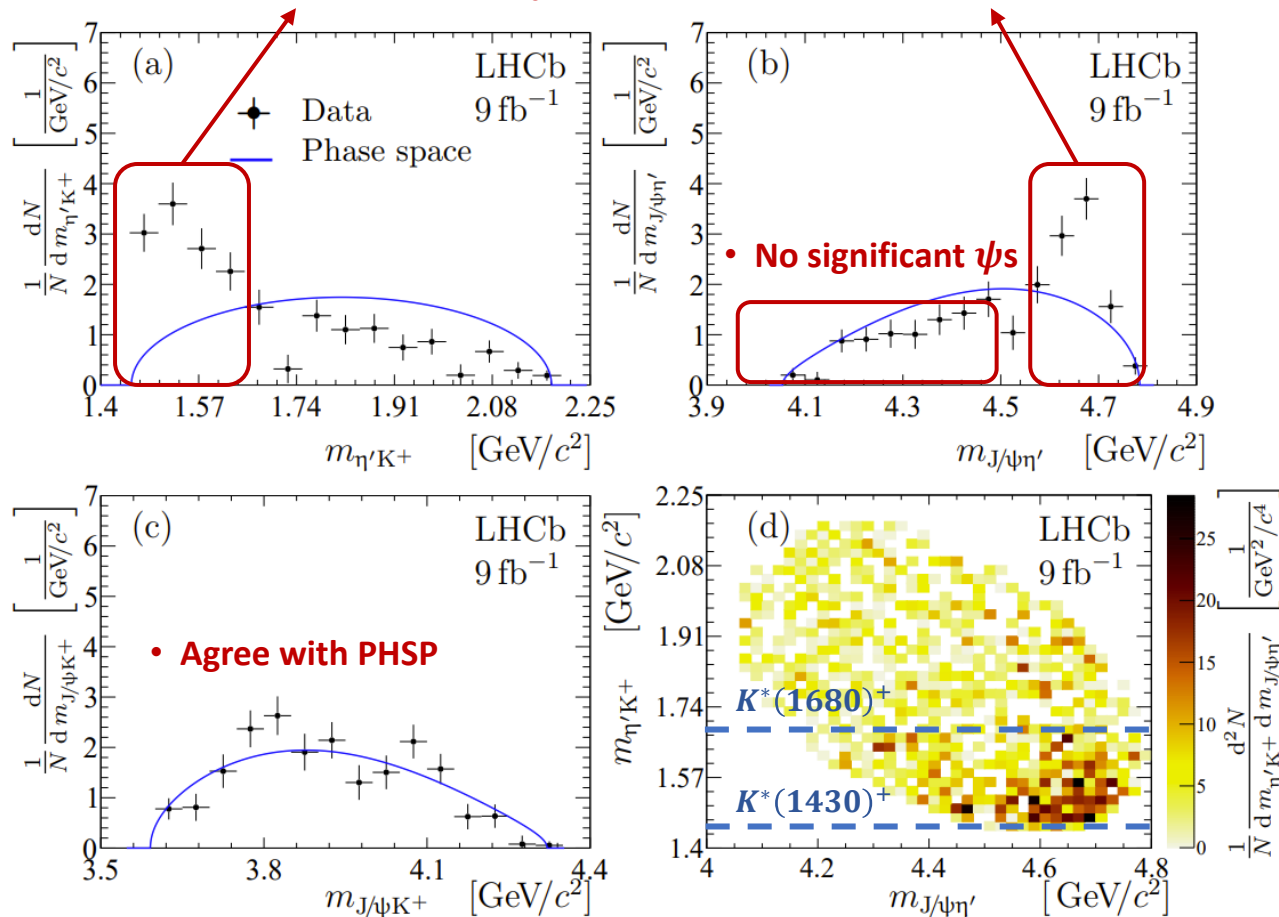 (a)
LHCb
9 fb⁻¹
Data
Phase space
1/N dN/d m_η′K⁺ [1/GeV/c²]
7
6
5
4
3
2
1
0
1.4 1.57 1.74 1.91 2.08 2.25
m_η′K⁺ [GeV/c²]
(b)
LHCb
9 fb⁻¹
• No significant ψs
1/N dN/d m_J/ψη′ [1/GeV/c²]
7
6
5
4
3
2
1
0
3.9 4.1 4.3 4.5 4.7 4.9
m_J/ψη′ [GeV/c²]
(c)
LHCb
9 fb⁻¹
• Agree with PHSP
1/N dN/d m_J/ψK⁺ [1/GeV/c²]
7
6
5
4
3
2
1
0
3.5 3.8 4.1 4.4
m_J/ψK⁺ [GeV/c²]
(d)
LHCb
9 fb⁻¹
K*(1680)⁺
K*(1430)⁺
m_η′K⁺ [GeV/c²]
2.25
2.08
1.91
1.74
1.57
1.4
4 4.2 4.4 4.6 4.8
m_J/ψη′ [GeV/c²]
25
20
15
10
5
0
1/N d²N/d m_η′K⁺ d m_J/ψη′ [1/GeV²/c⁴]